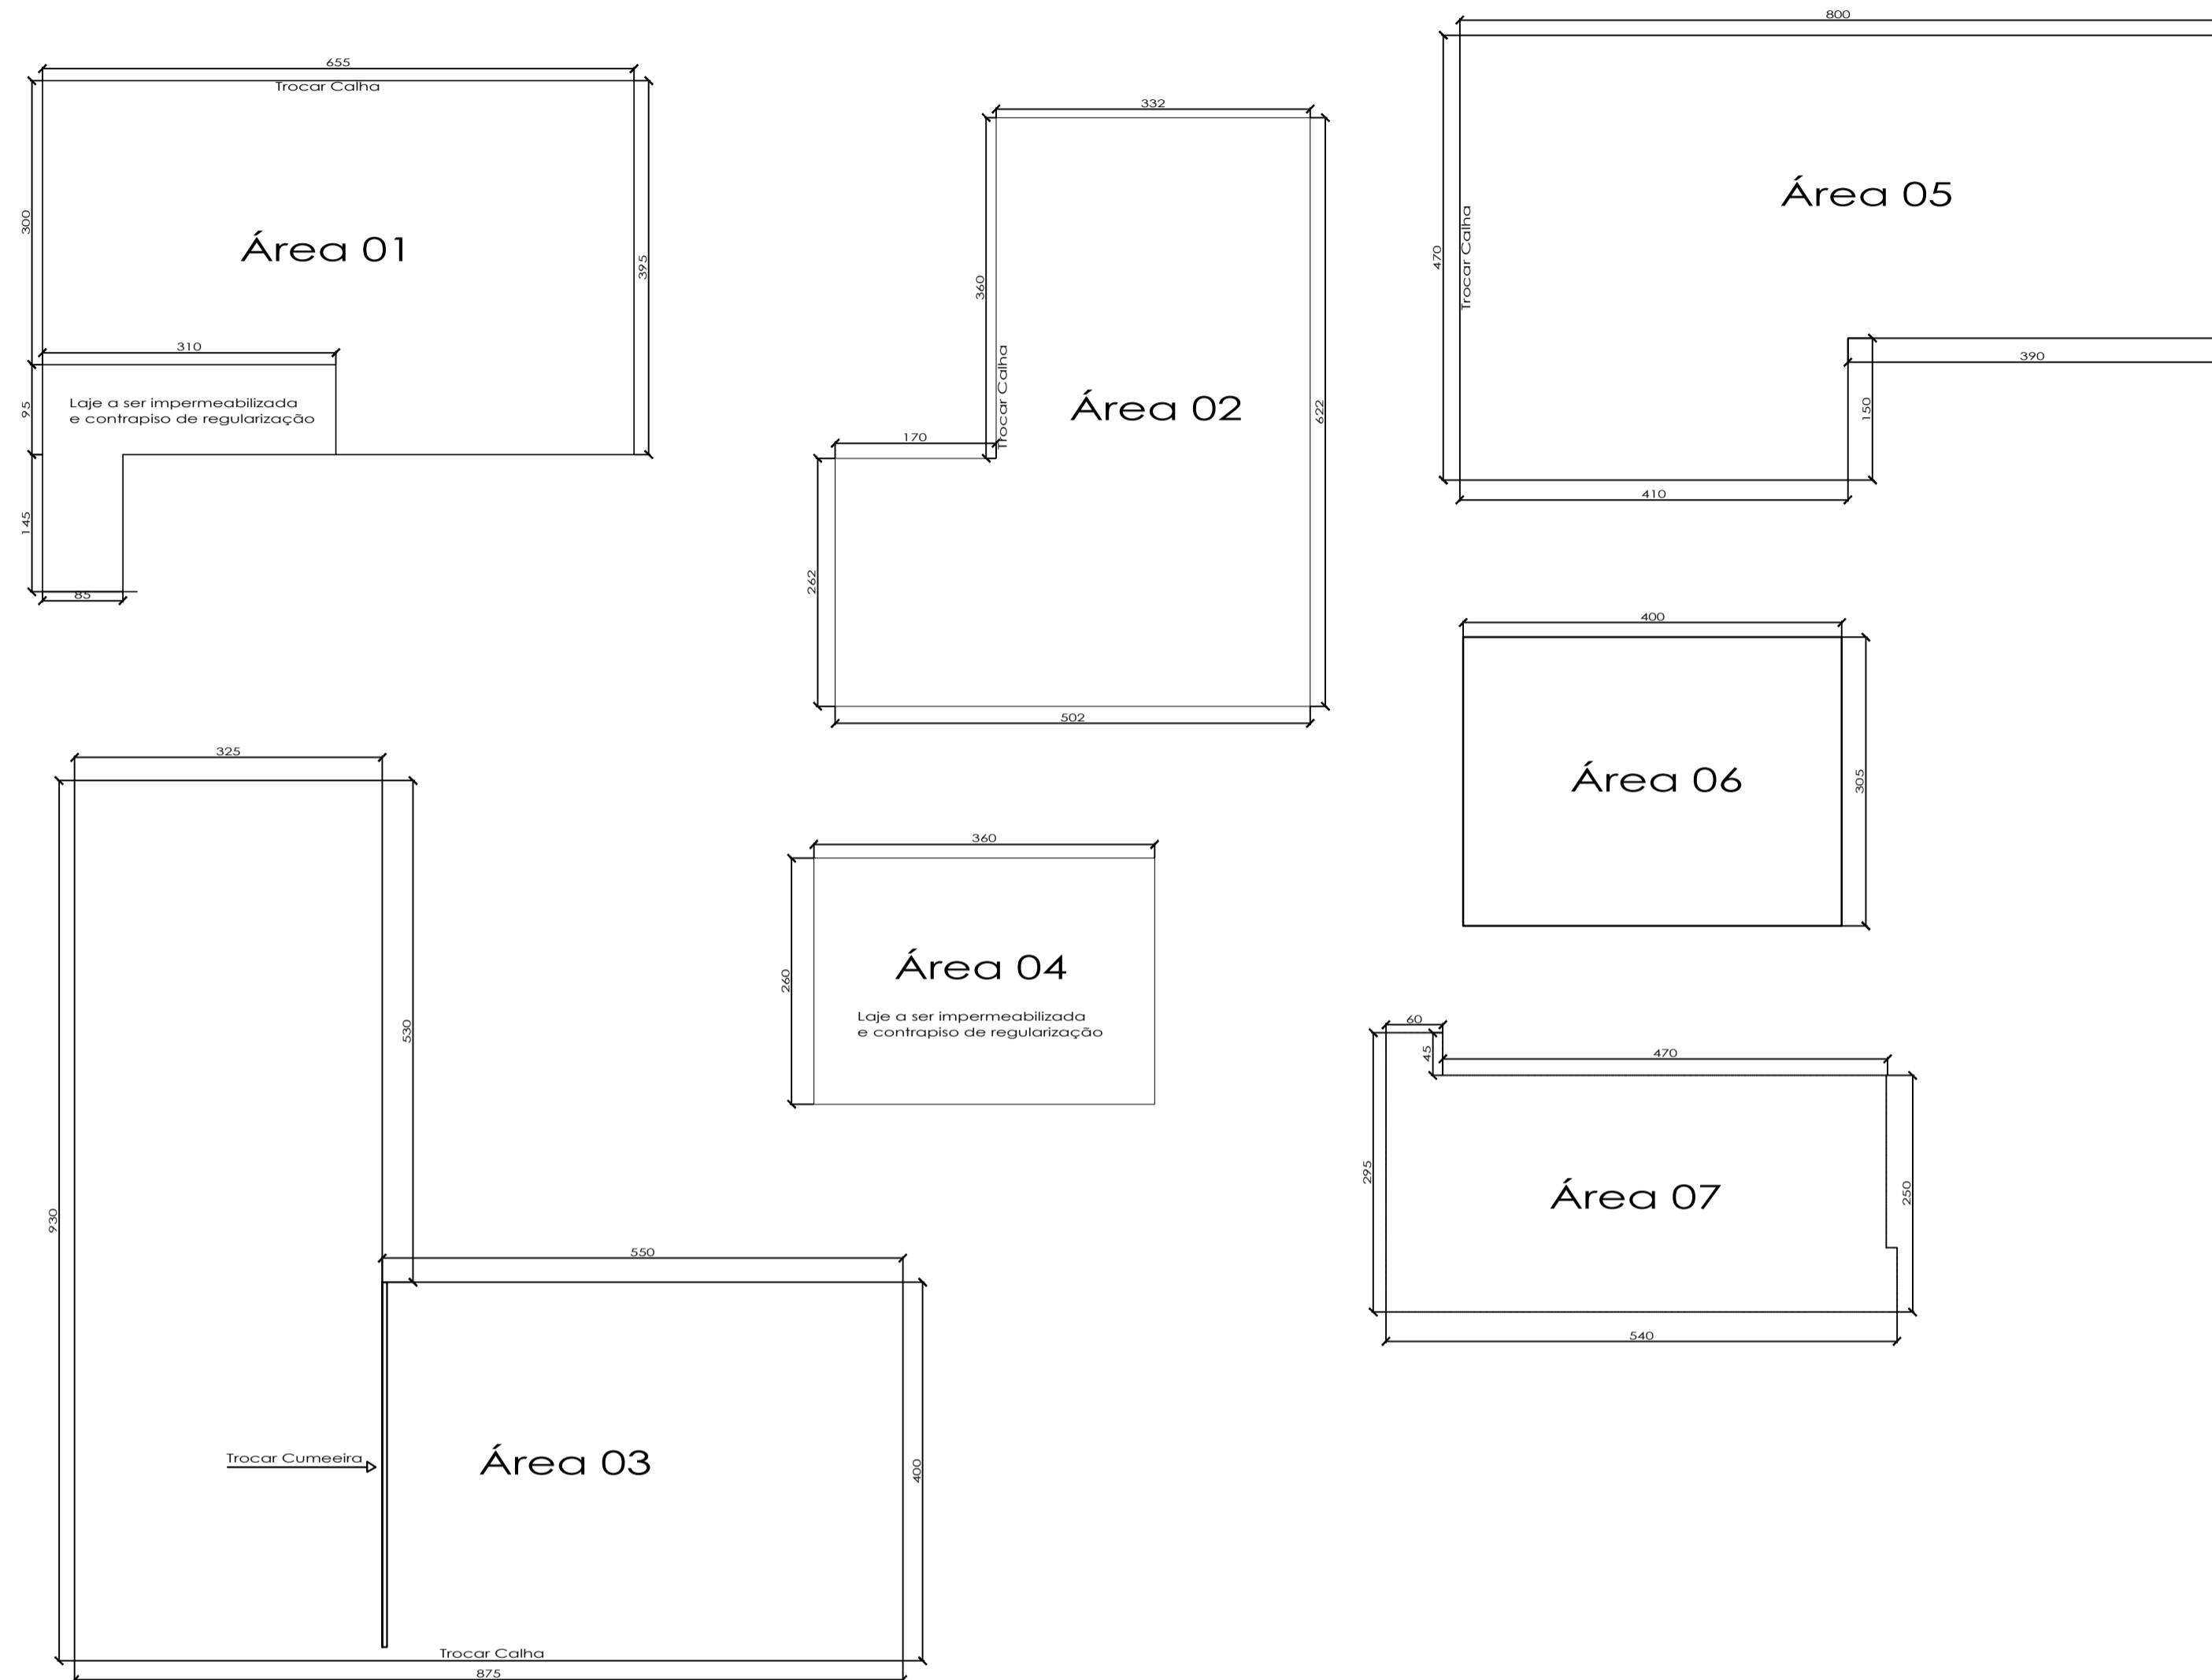 655
Trocar Calha
300
Área 01
395
310
95
Laje a ser impermeabilizada
e contrapiso de regularização
145
85
332
360
Trocar Calha
Área 02
622
170
262
502
800
Área 05
470
Trocar Calha
390
150
410
400
Área 06
305
325
530
930
550
Trocar Cumeeira
Área 03
400
Trocar Calha
875
360
260
Área 04
Laje a ser impermeabilizada
e contrapiso de regularização
60
45
470
295
Área 07
250
540